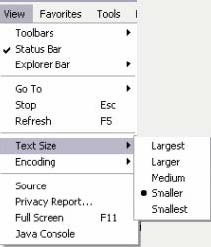 View Favorites Tools
Toolbars
Status Bar
Explorer Bar
Go To
Stop Esc
Refresh F5
Text Size
Encoding
Source
Privacy Report...
Full Screen F11
Java Console
Largest
Larger
Medium
Smaller
Smallest